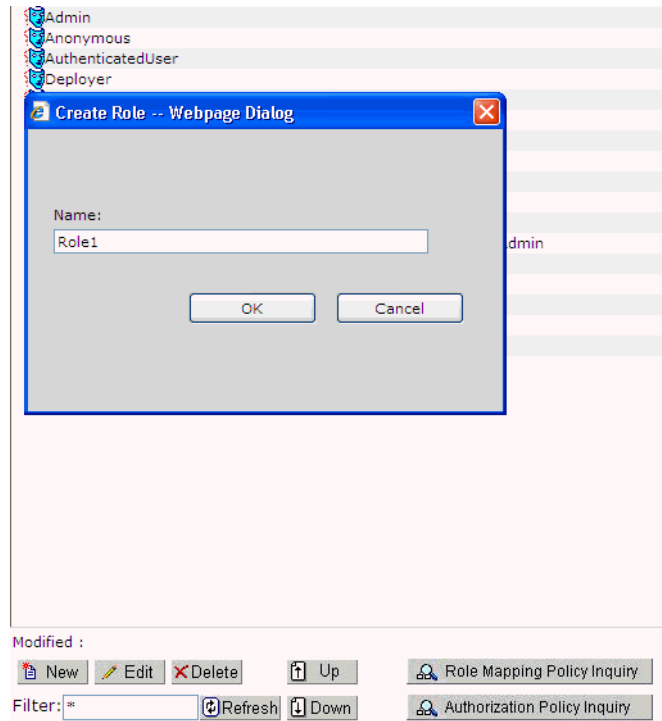 Admin
Anonymous
AuthenticatedUser
Deployer
Create Role -- Webpage Dialog
Name:
Role1
dmin
OK Cancel
Modified :
New Edit Delete Up Role Mapping Policy Inquiry
Filter: * Refresh Down Authorization Policy Inquiry